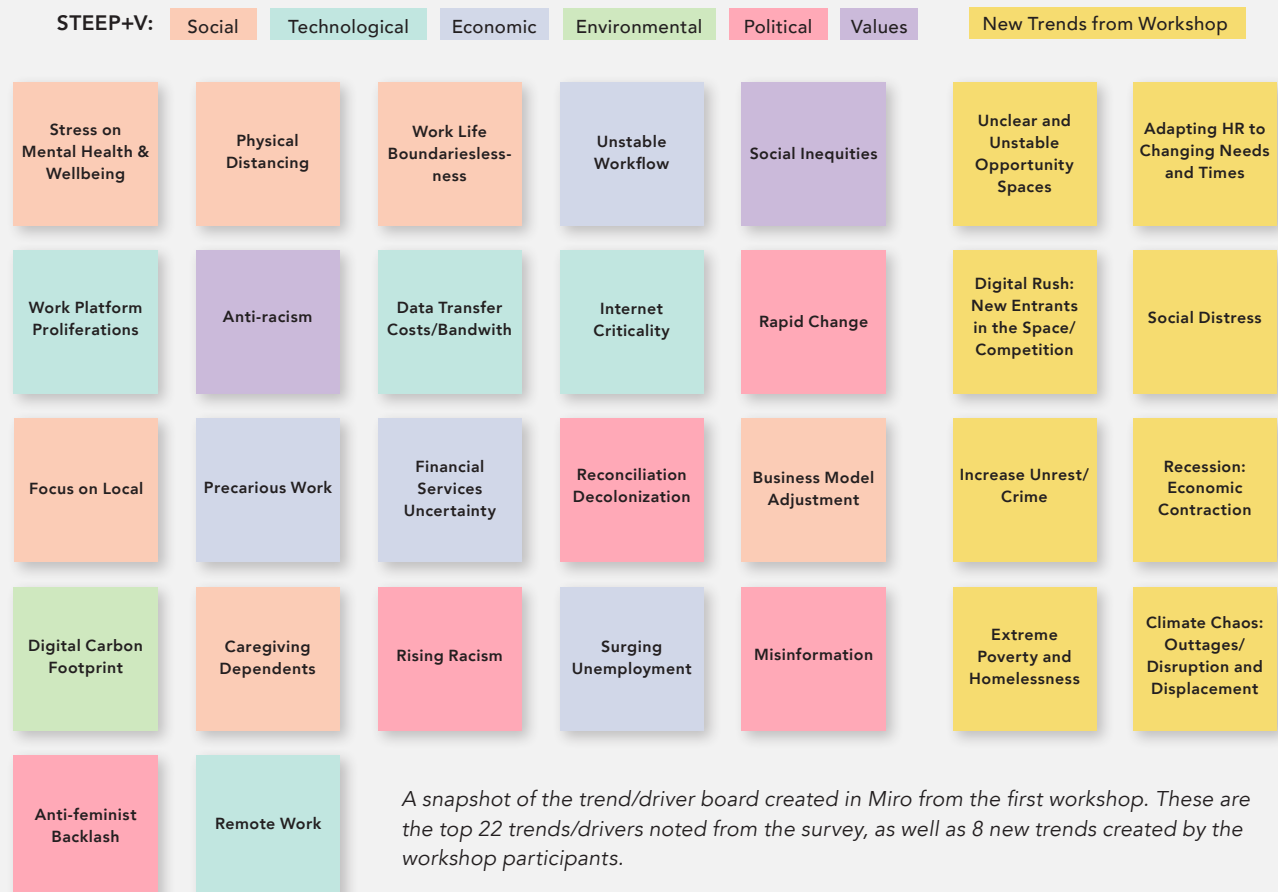 STEEP+V: Social Technological Economic Environmental Political Values New Trends from Workshop
Stress on
Mental Health &
Wellbeing
Physical
Distancing
Work Life
Boundariesless-
ness
Unstable
Workflow
Social Inequities
Unclear and
Unstable
Opportunity
Spaces
Adapting HR to
Changing Needs
and Times
Work Platform
Proliferations
Anti-racism
Data Transfer
Costs/Bandwith
Internet
Criticality
Rapid Change
Digital Rush:
New Entrants
in the Space/
Competition
Social Distress
Focus on Local
Precarious Work
Financial
Services
Uncertainty
Reconciliation
Decolonization
Business Model
Adjustment
Increase Unrest/
Crime
Recession:
Economic
Contraction
Digital Carbon
Footprint
Caregiving
Dependents
Rising Racism
Surging
Unemployment
Misinformation
Extreme
Poverty and
Homelessness
Climate Chaos:
Outtages/
Disruption and
Displacement
Anti-feminist
Backlash
Remote Work
A snapshot of the trend/driver board created in Miro from the first workshop. These are
the top 22 trends/drivers noted from the survey, as well as 8 new trends created by the
workshop participants.